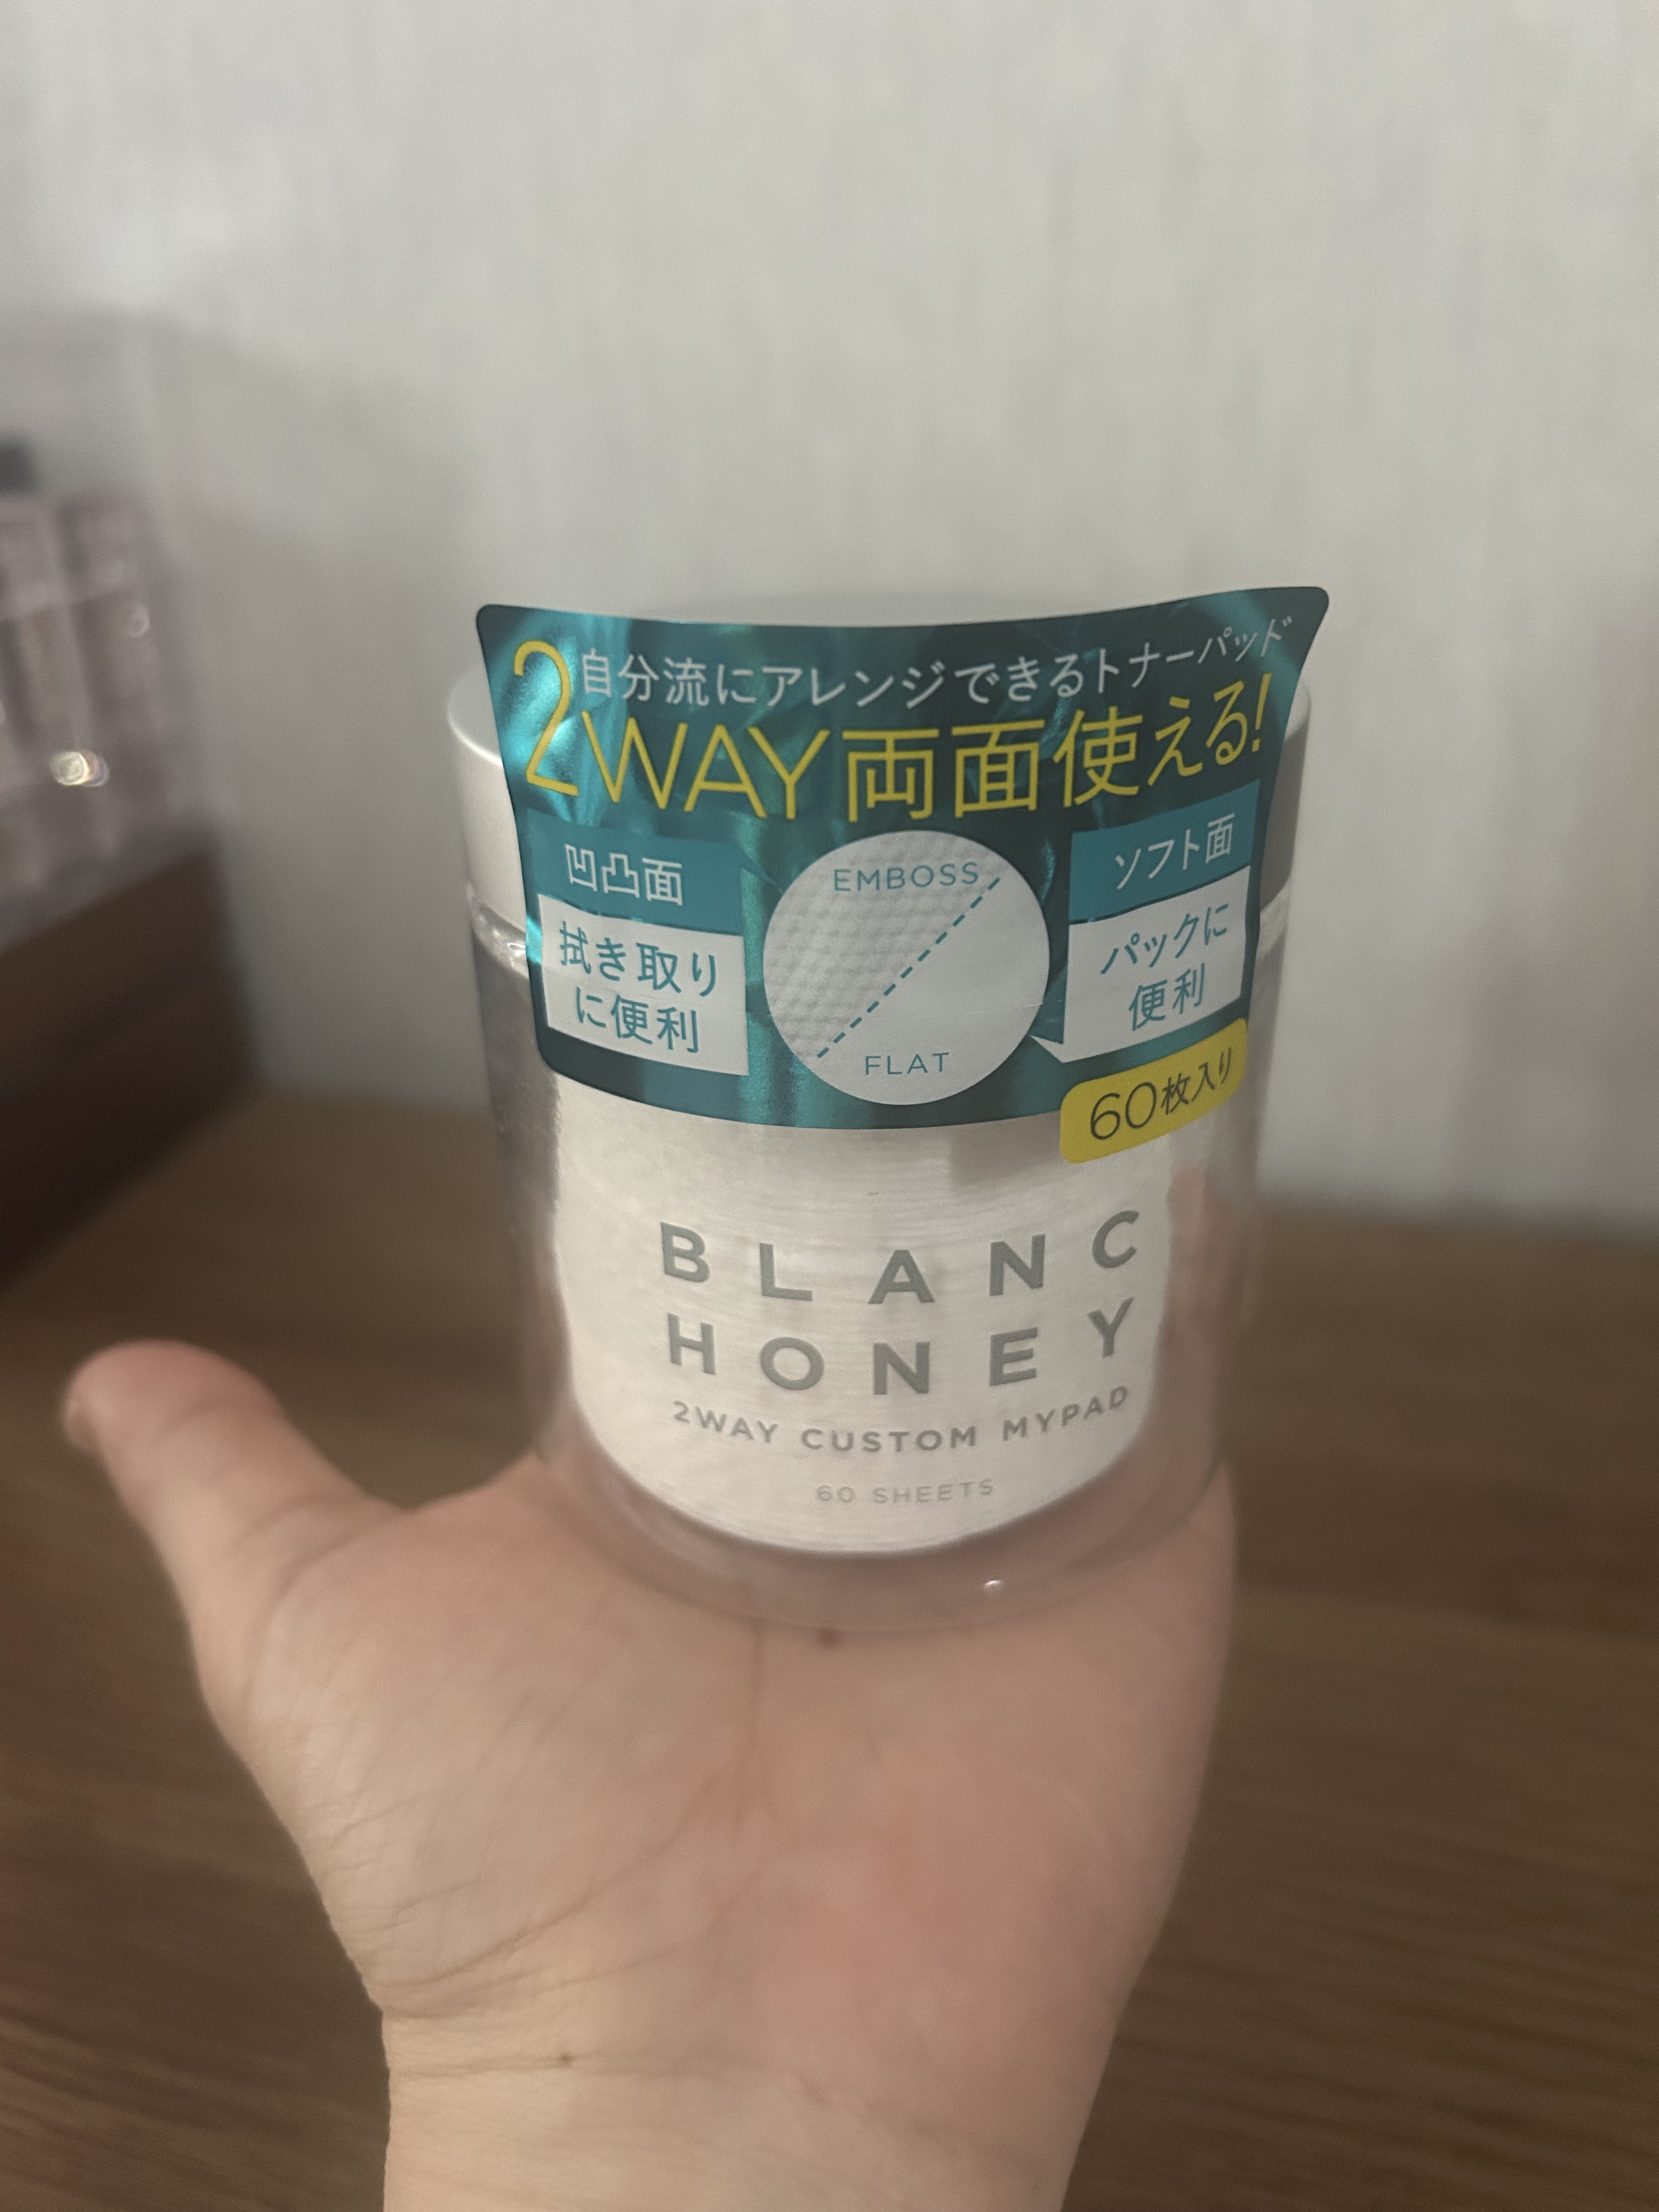 自分流にアレンジできるトナーパッド
2WAY両面使える!
凹凸面
拭き取り
に便利
EMBOSS
FLAT
ソフト面
パックに
便利
60枚入り
BLANC
HONEY
2WAY CUSTOM MYPAD
60 SHEETS